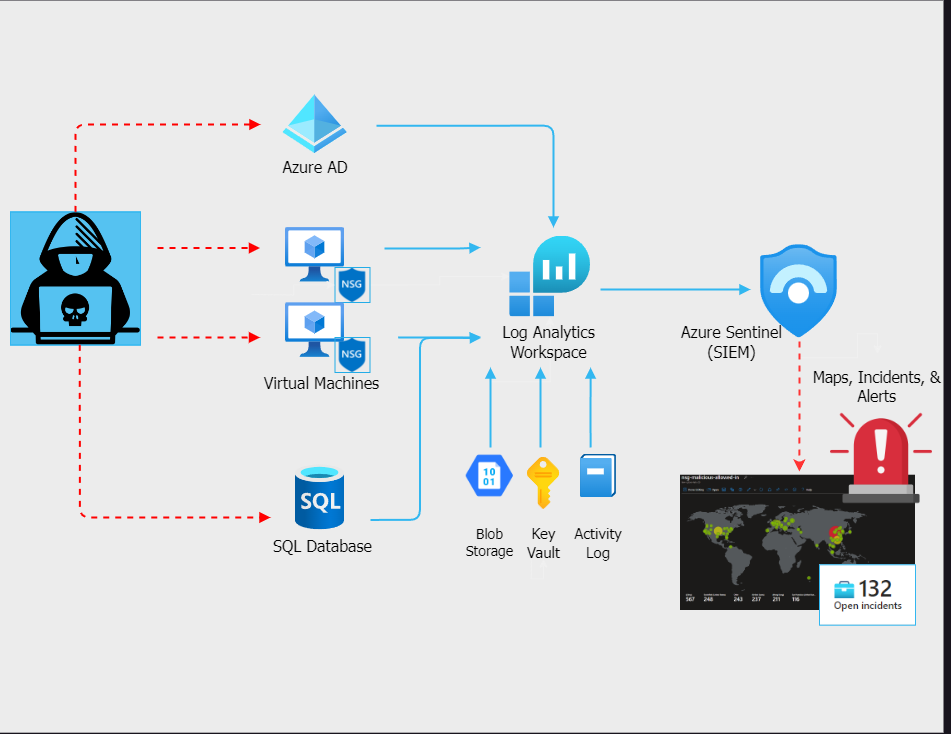 Azure AD
NSG
NSG
Virtual Machines
SQL
SQL Database
Log Analytics
Workspace
10
01
Blob
Storage
Key
Vault
Activity
Log
Azure Sentinel
(SIEM)
Maps, Incidents, &
Alerts
nsg-malicious-allowed-in
567
248
243
237
211
116
132
Open incidents